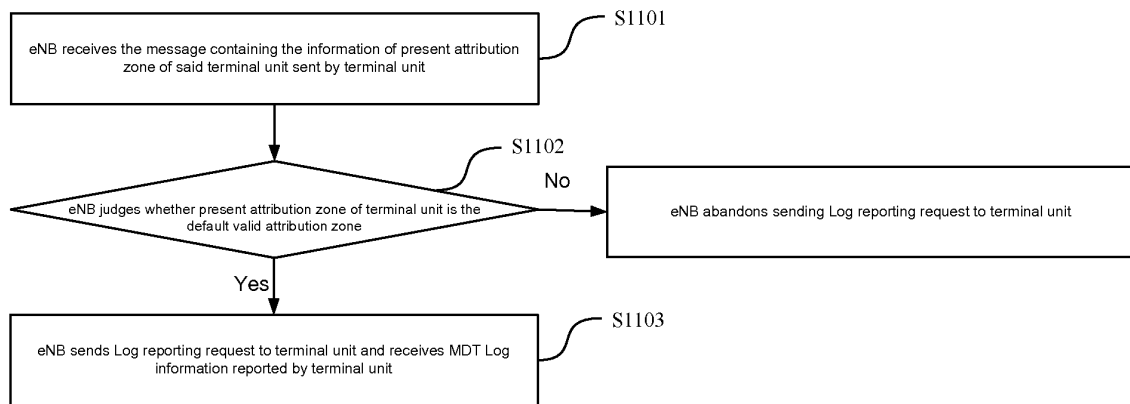 S1101
eNB receives the message containing the information of present attribution
zone of said terminal unit sent by terminal unit
S1102
No
eNB judges whether present attribution zone of terminal unit is the
default valid attribution zone
eNB abandons sending Log reporting request to terminal unit
Yes
S1103
eNB sends Log reporting request to terminal unit and receives MDT Log
information reported by terminal unit